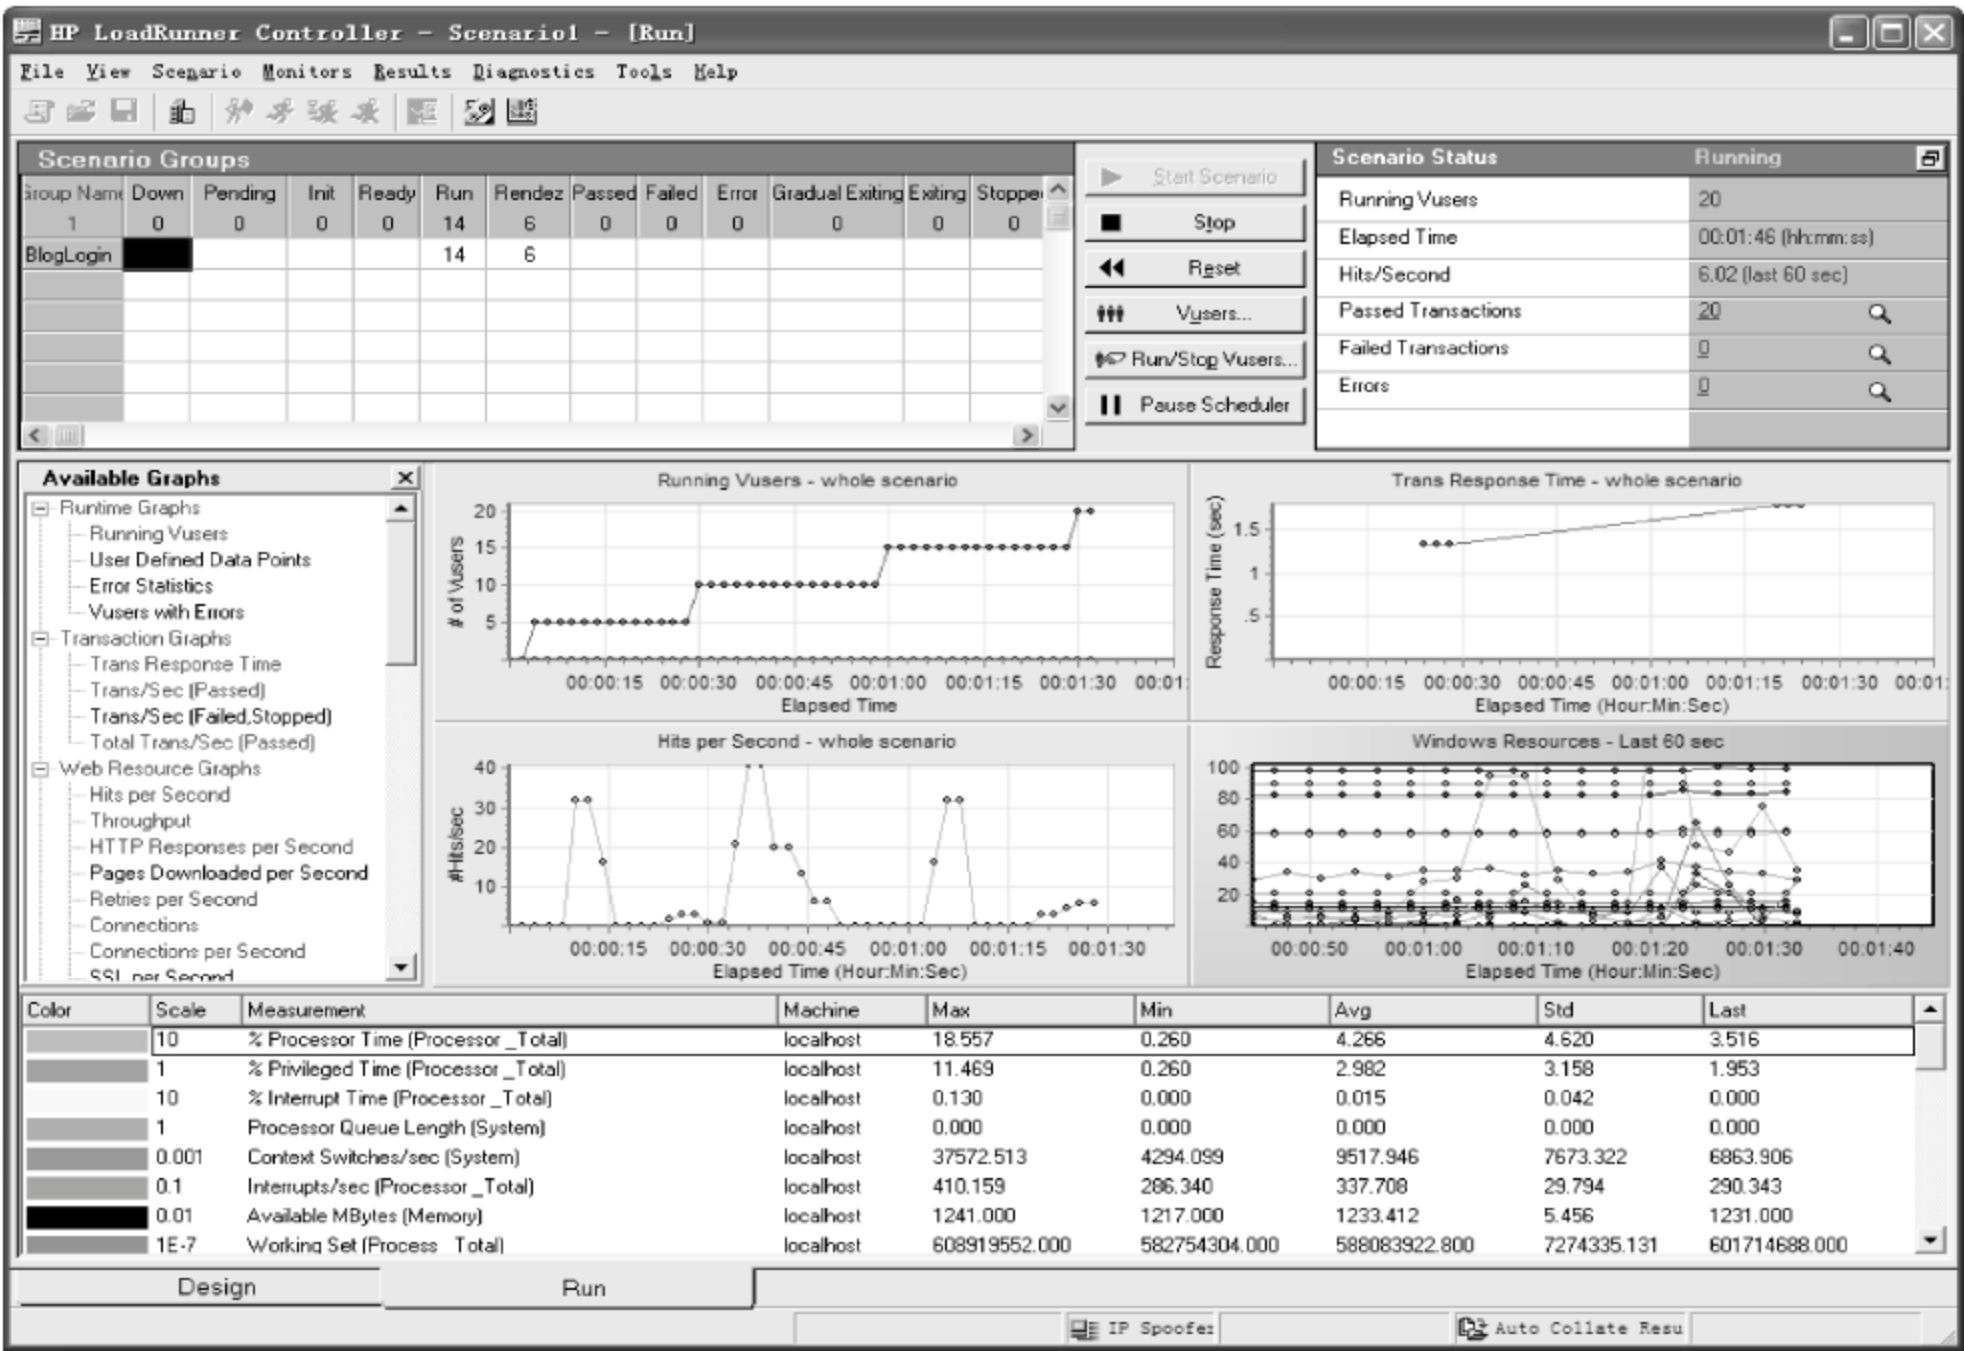 HP LoadRunner Controller - Scenario1 - [Run]
File View Scenario Monitors Results Diagnostics Tools Help
Scenario Groups
Group Name Down Pending Init Ready Run Rendez Passed Failed Error Gradual Exiting Exiting Stopped
1 0 0 0 0 14 6 0 0 0 0 0 0
BlogLogin 14 6
Start Scenario
Stop
Reset
Vusers...
Run/Stop Vusers...
Pause Scheduler
Scenario Status Running
Running Vusers 20
Elapsed Time 00:01:46 (hh:mm:ss)
Hits/Second 6.02 (last 60 sec)
Passed Transactions 20
Failed Transactions 0
Errors 0
Available Graphs
Runtime Graphs
Running Vusers
User Defined Data Points
Error Statistics
Vusers with Errors
Transaction Graphs
Trans Response Time
Trans/Sec (Passed)
Trans/Sec (Failed,Stopped)
Total Trans/Sec (Passed)
Web Resource Graphs
Hits per Second
Throughput
HTTP Responses per Second
Pages Downloaded per Second
Retries per Second
Connections
Connections per Second
SSL per Second
Running Vusers - whole scenario
# of Vusers
20
15
10
5
00:00:15 00:00:30 00:00:45 00:01:00 00:01:15 00:01:30 00:01:
Elapsed Time
Trans Response Time - whole scenario
Response Time (sec)
1.5
1
.5
00:00:15 00:00:30 00:00:45 00:01:00 00:01:15 00:01:30 00:01:
Elapsed Time (Hour:Min:Sec)
Hits per Second - whole scenario
#Hits/sec
40
30
20
10
00:00:15 00:00:30 00:00:45 00:01:00 00:01:15 00:01:30
Elapsed Time (Hour:Min:Sec)
Windows Resources - Last 60 sec
100
80
60
40
20
00:00:50 00:01:00 00:01:10 00:01:20 00:01:30 00:01:40
Elapsed Time (Hour:Min:Sec)
Color Scale Measurement Machine Max Min Avg Std Last
10 % Processor Time (Processor _Total) localhost 18.557 0.260 4.266 4.620 3.516
1 % Privileged Time (Processor _Total) localhost 11.469 0.260 2.982 3.158 1.953
10 % Interrupt Time (Processor _Total) localhost 0.130 0.000 0.015 0.042 0.000
1 Processor Queue Length (System) localhost 0.000 0.000 0.000 0.000 0.000
0.001 Context Switches/sec (System) localhost 37572.513 4294.099 9517.946 7673.322 6863.906
0.1 Interrupts/sec (Processor _Total) localhost 410.159 286.340 337.708 29.794 290.343
0.01 Available MBytes (Memory) localhost 1241.000 1217.000 1233.412 5.456 1231.000
1E-7 Working Set (Process _Total) localhost 608919552.000 582754304.000 588083922.800 7274335.131 601714688.000
Design Run
IP Spoofer Auto Collate Resu